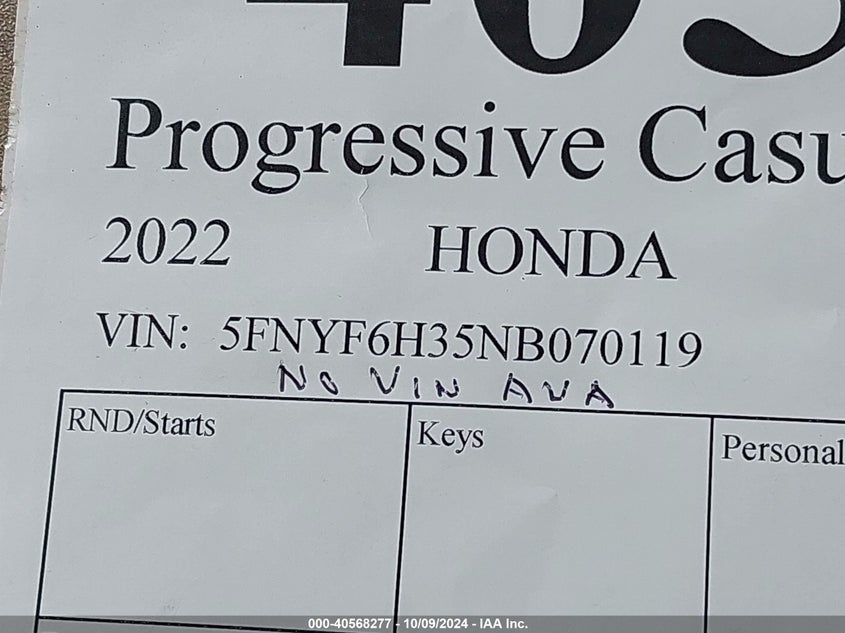 405
Progressive Casu
2022 HONDA
VIN: 5FNYF6H35NB070119
NO VIN AVA
RND/Starts Keys Personal
000-40568277 - 10/09/2024 - IAA Inc.